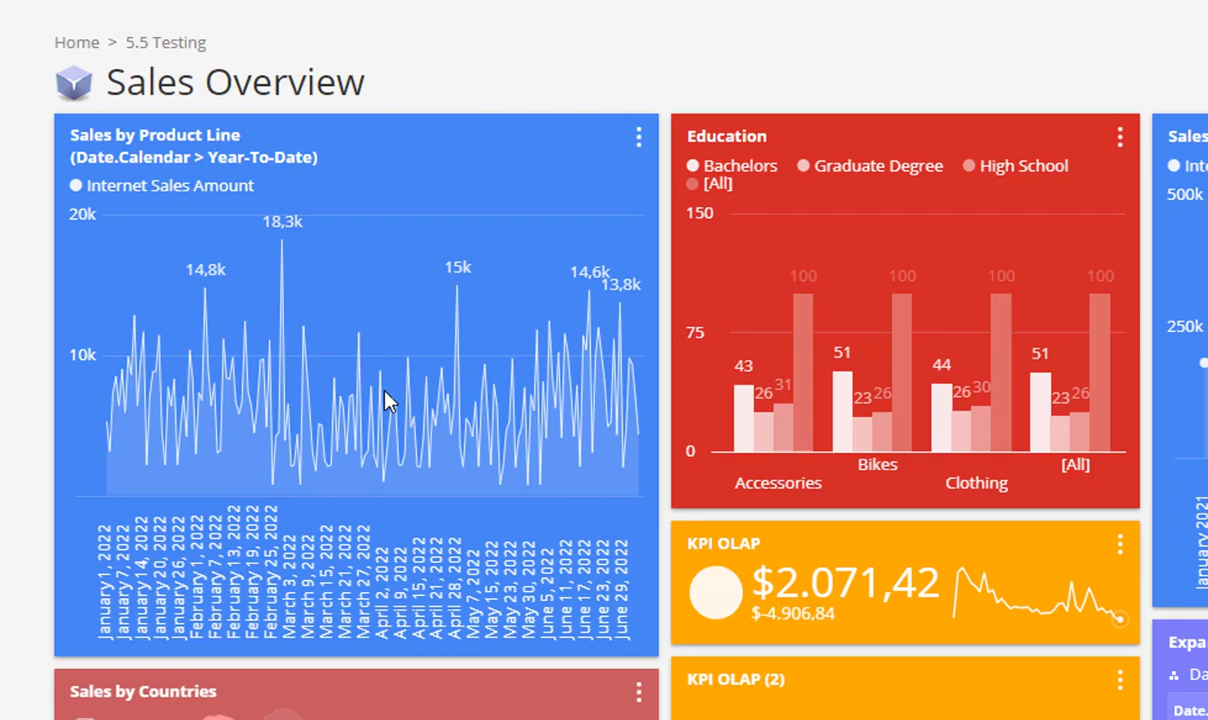 Home > 5.5 Testing
Sales Overview
Sales by Product Line
(Date.Calendar > Year-To-Date)
Internet Sales Amount
20k
18,3k
14,8k
15k
14,6k
13,8k
10k
January 1, 2022
January 7, 2022
January 14, 2022
January 20, 2022
January 26, 2022
February 1, 2022
February 7, 2022
February 13, 2022
February 19, 2022
February 25, 2022
March 3, 2022
March 9, 2022
March 15, 2022
March 21, 2022
March 27, 2022
April 2, 2022
April 9, 2022
April 15, 2022
April 21, 2022
April 28, 2022
May 7, 2022
May 15, 2022
May 23, 2022
May 30, 2022
June 5, 2022
June 11, 2022
June 17, 2022
June 23, 2022
June 29, 2022
Sales by Countries
Education
Bachelors Graduate Degree High School
[All]
150
100 100 100 100
75
43 26 31 51 23 26 44 26 30 51 23 26
0
Bikes [All]
Accessories Clothing
KPI OLAP
$2.071,42
$-4.906,84
KPI OLAP (2)
Sales
500k
250k
January 2021
Expa
Date.